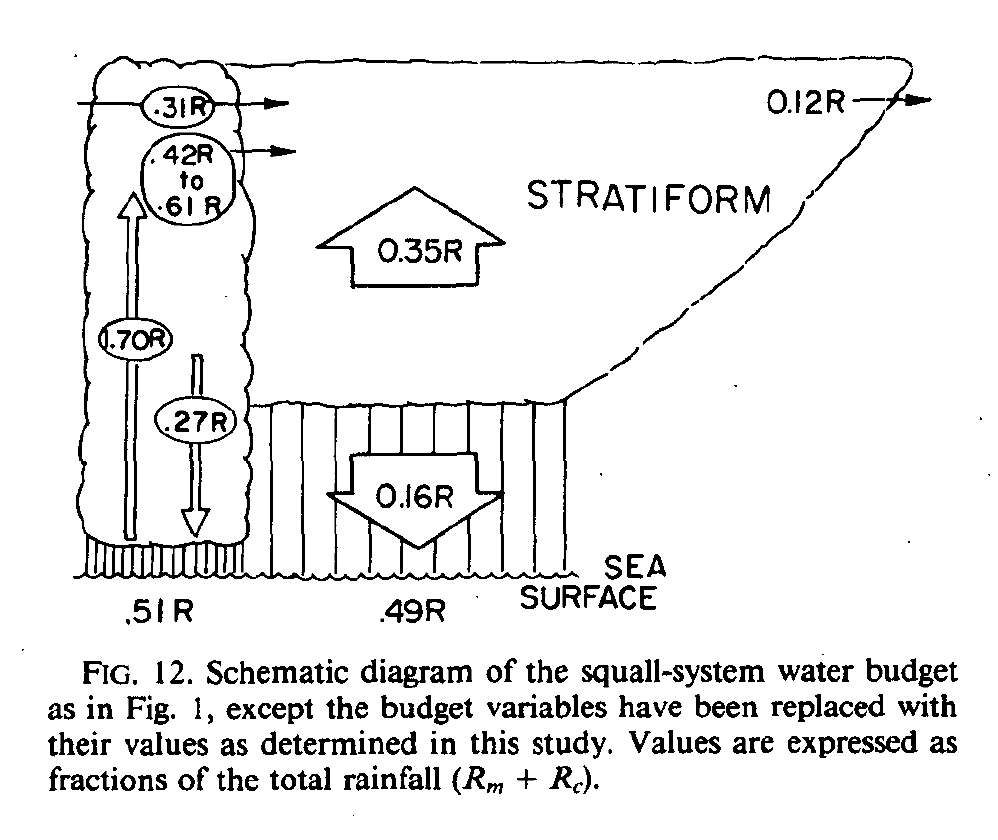 .31R
0.12R
.42R
to
.61 R
STRATIFORM
0.35R
1.70R
.27R
0.16R
SEA
SURFACE
.51 R
.49R
FIG. 12. Schematic diagram of the squall-system water budget
as in Fig. 1, except the budget variables have been replaced with
their values as determined in this study. Values are expressed as
fractions of the total rainfall (Rm + Rc).